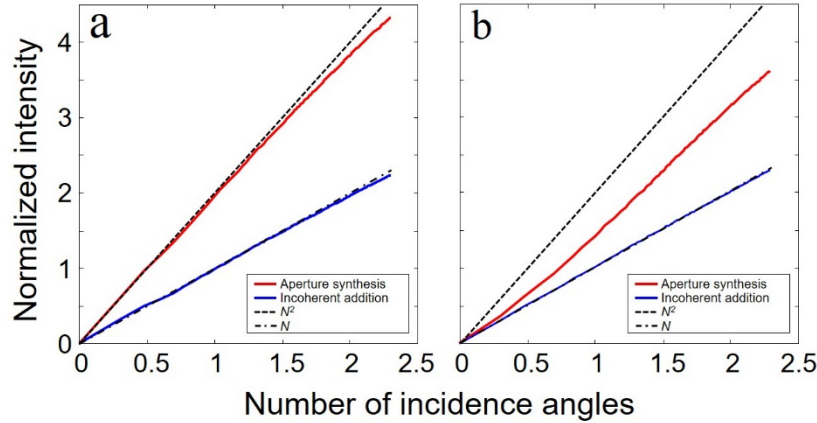 a
b
4
3
2
1
0
Normalized intensity
Aperture synthesis
Incoherent addition
N²
N
Aperture synthesis
Incoherent addition
N²
N
0 0.5 1 1.5 2 2.5
0 0.5 1 1.5 2 2.5
Number of incidence angles